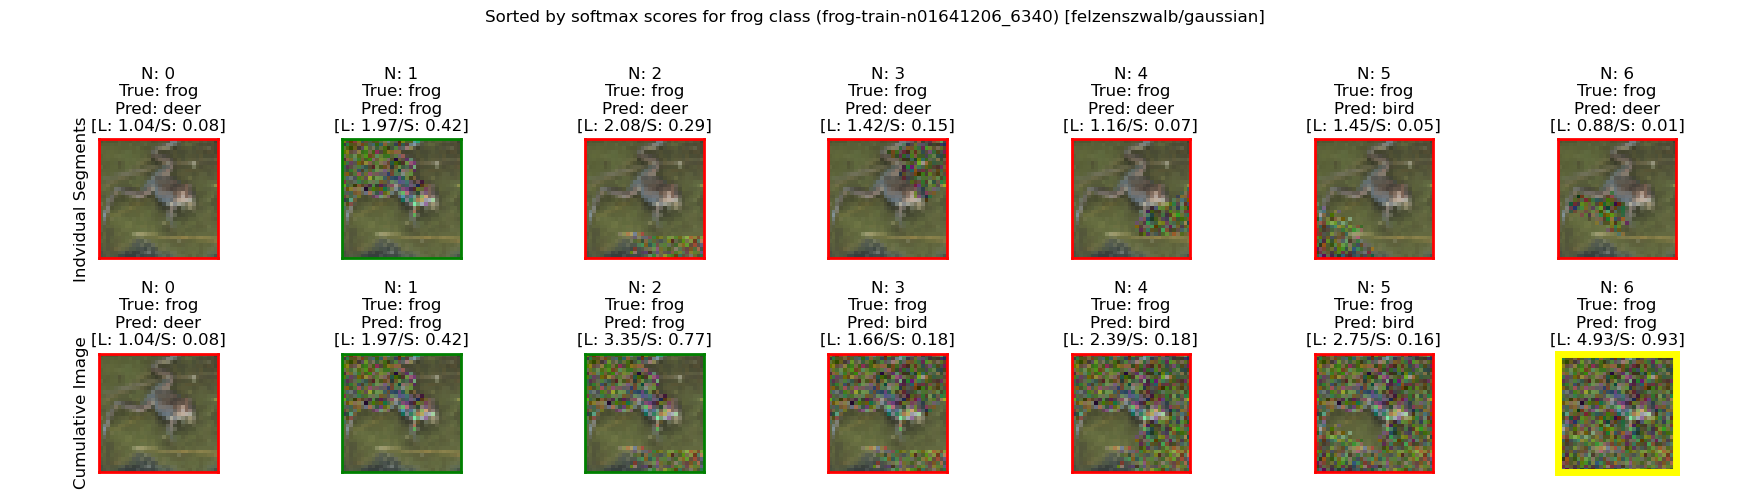 Sorted by softmax scores for frog class (frog-train-n01641206_6340) [felzenszwalb/gaussian]
Indvidual Segments
N: 0
True: frog
Pred: deer
[L: 1.04/S: 0.08]
N: 1
True: frog
Pred: frog
[L: 1.97/S: 0.42]
N: 2
True: frog
Pred: deer
[L: 2.08/S: 0.29]
N: 3
True: frog
Pred: deer
[L: 1.42/S: 0.15]
N: 4
True: frog
Pred: deer
[L: 1.16/S: 0.07]
N: 5
True: frog
Pred: bird
[L: 1.45/S: 0.05]
N: 6
True: frog
Pred: deer
[L: 0.88/S: 0.01]
Cumulative Image
N: 0
True: frog
Pred: deer
[L: 1.04/S: 0.08]
N: 1
True: frog
Pred: frog
[L: 1.97/S: 0.42]
N: 2
True: frog
Pred: frog
[L: 3.35/S: 0.77]
N: 3
True: frog
Pred: bird
[L: 1.66/S: 0.18]
N: 4
True: frog
Pred: bird
[L: 2.39/S: 0.18]
N: 5
True: frog
Pred: bird
[L: 2.75/S: 0.16]
N: 6
True: frog
Pred: frog
[L: 4.93/S: 0.93]